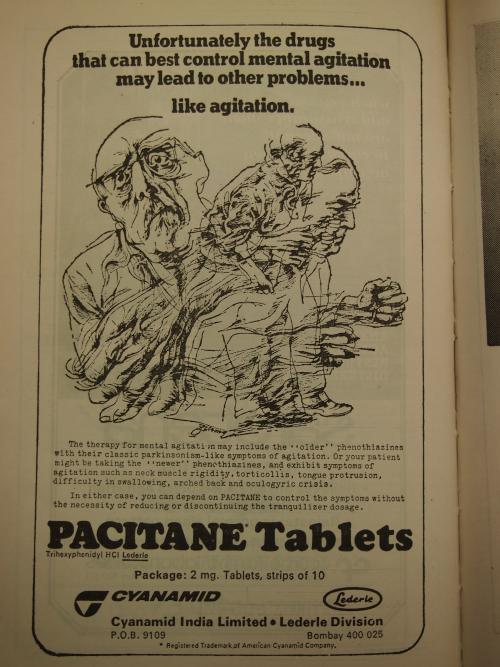 Unfortunately the drugs
that can best control mental agitation
may lead to other problems...
like agitation.
The therapy for mental agitation may include the "older" phenothiazines
with their classic parkinsonism-like symptoms of agitation. Or your patient
might be taking the "newer" phenothiazines, and exhibit symptoms of
agitation such as neck muscle rigidity, torticollis, tongue protrusion,
difficulty in swallowing, arched back and oculogyric crisis.
In either case, you can depend on PACITANE to control the symptoms without
the necessity of reducing or discontinuing the tranquilizer dosage.
PACITANE* Tablets
Trihexyphenidyl HCl Lederle
Package: 2 mg. Tablets, strips of 10
CYANAMID
Lederle
Cyanamid India Limited • Lederle Division
P.O.B. 9109 Bombay 400 025
* Registered Trademark of American Cyanamid Company.